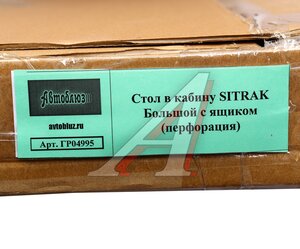 Автоблюз
avtobluz.ru
Арт. ГР04995
Стол в кабину SITRAK
Большой с ящиком
(перфорация)